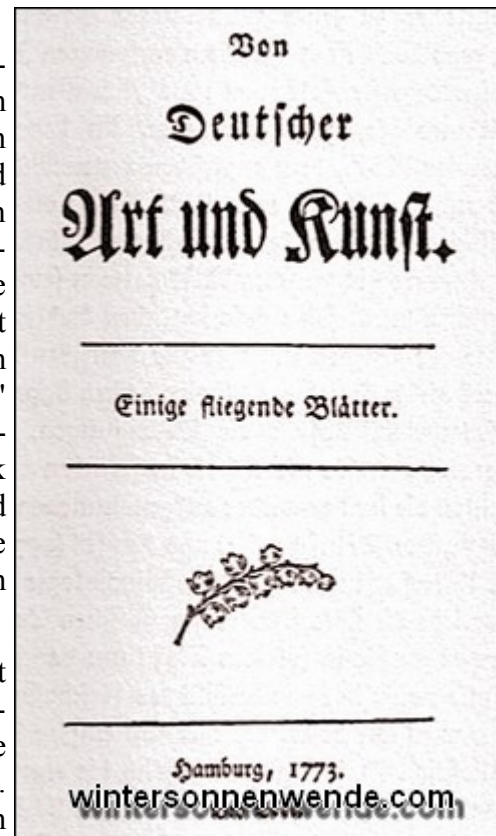 Von
Deutscher
Art und Kunst.
Einige fliegende Blätter.
Hamburg, 1773.
wintersonnenwende.com